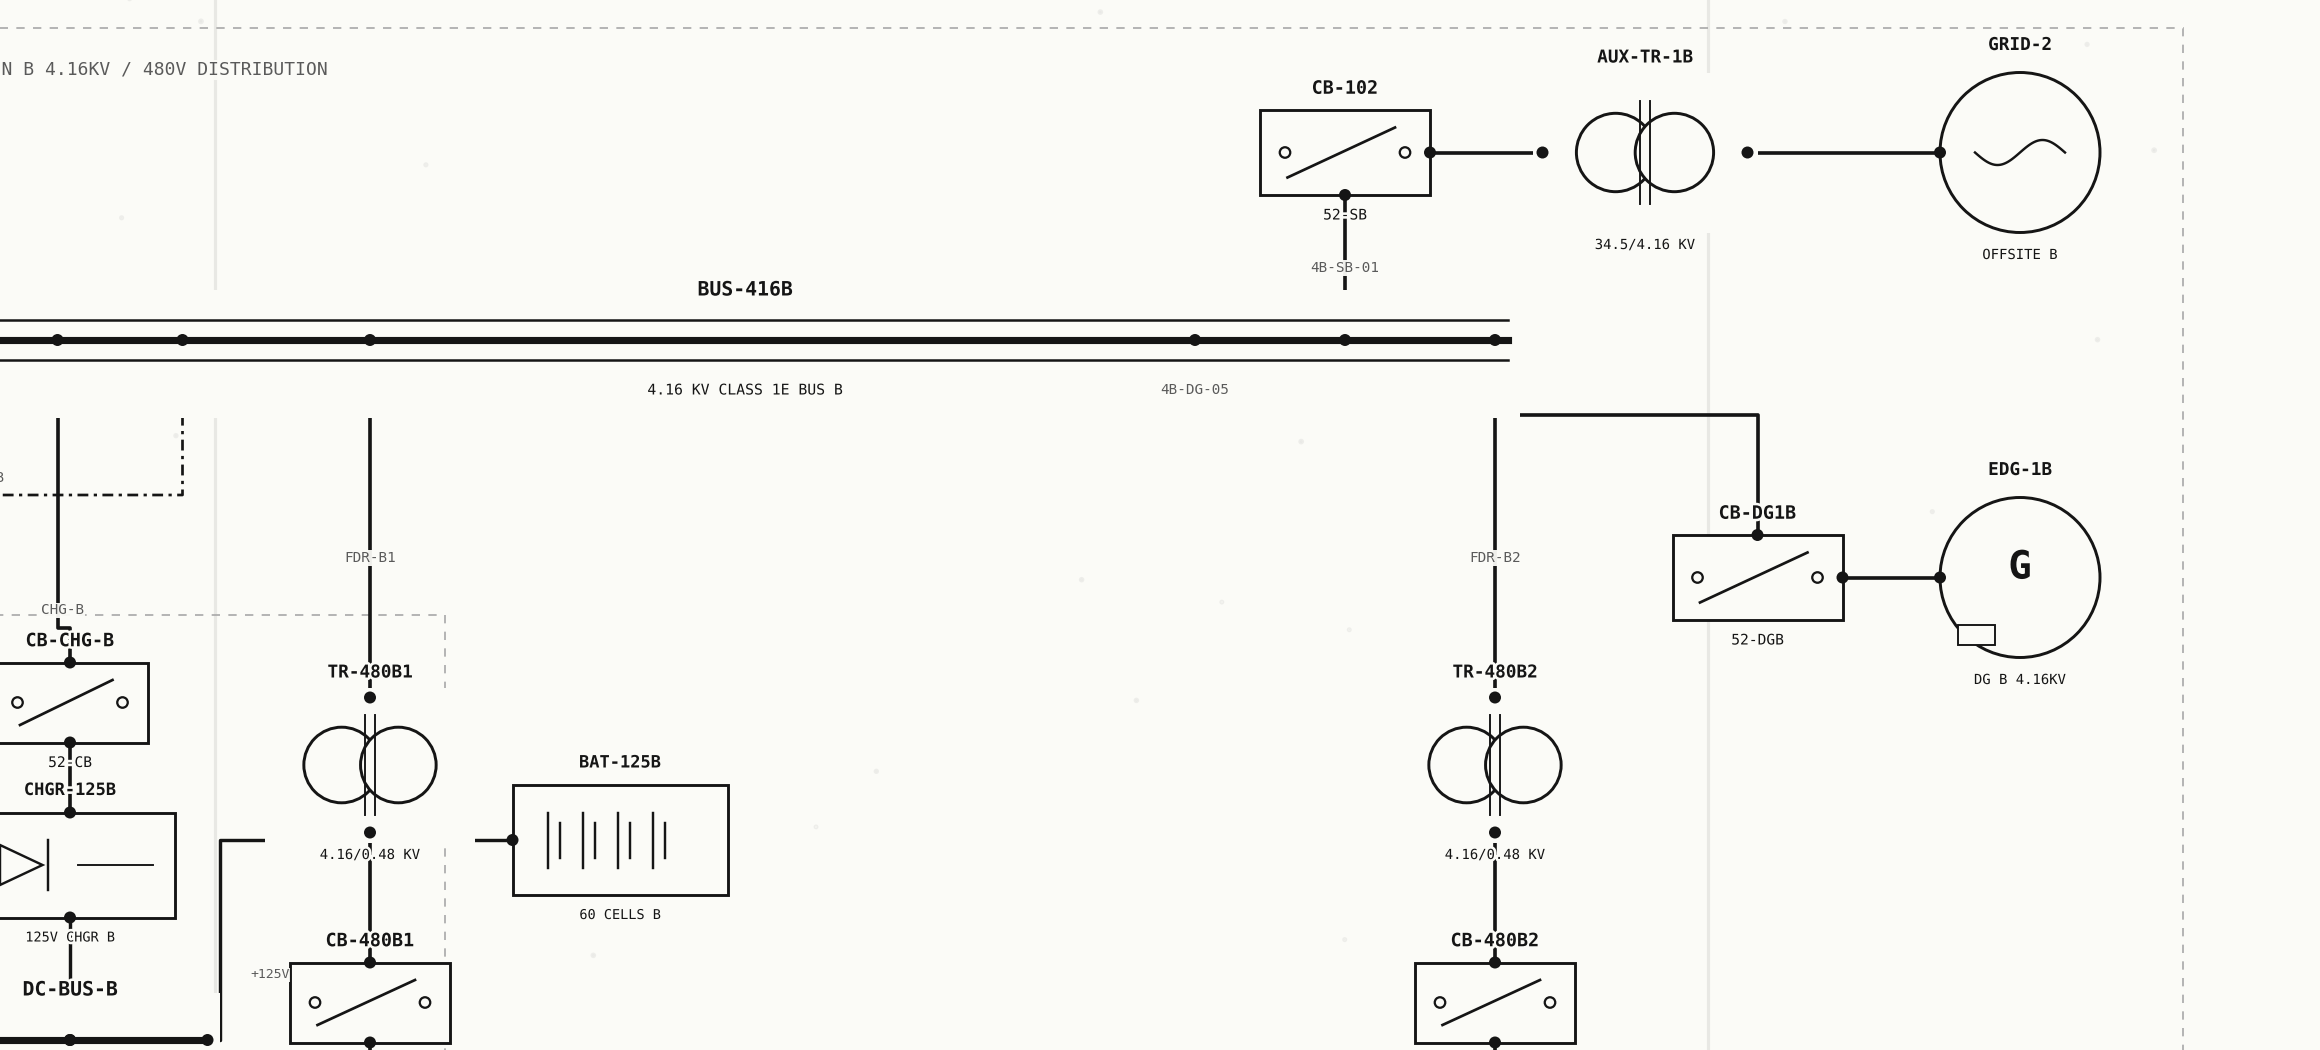 GRID-2
AUX-TR-1B
N B 4.16KV / 480V DISTRIBUTION
CB-102
52-SB
34.5/4.16 KV
OFFSITE B
4B-SB-01
BUS-416B
4.16 KV CLASS 1E BUS B
4B-DG-05
EDG-1B
B
CB-DG1B
FDR-B1
FDR-B2
G
CHG-B
CB-CHG-B
52-DGB
TR-480B1
TR-480B2
DG B 4.16KV
52-CB
BAT-125B
CHGR-125B
4.16/0.48 KV
4.16/0.48 KV
60 CELLS B
125V CHGR B
CB-480B1
CB-480B2
+125V
DC-BUS-B